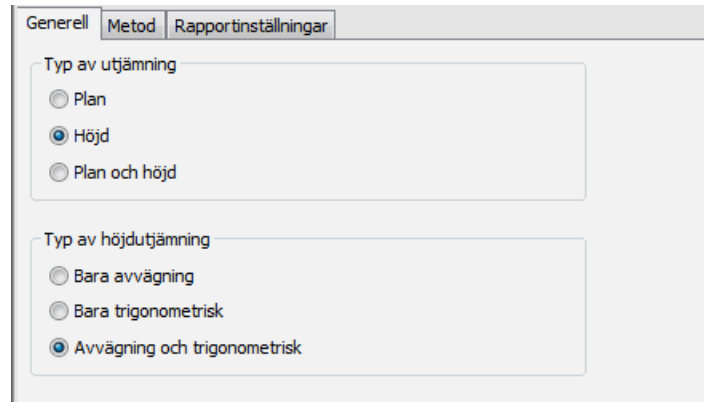 Generell Metod Rapportinställningar
Typ av utjämning
Plan
Höjd
Plan och höjd
Typ av höjdutjämning
Bara avvägning
Bara trigonometrisk
Avvägning och trigonometrisk